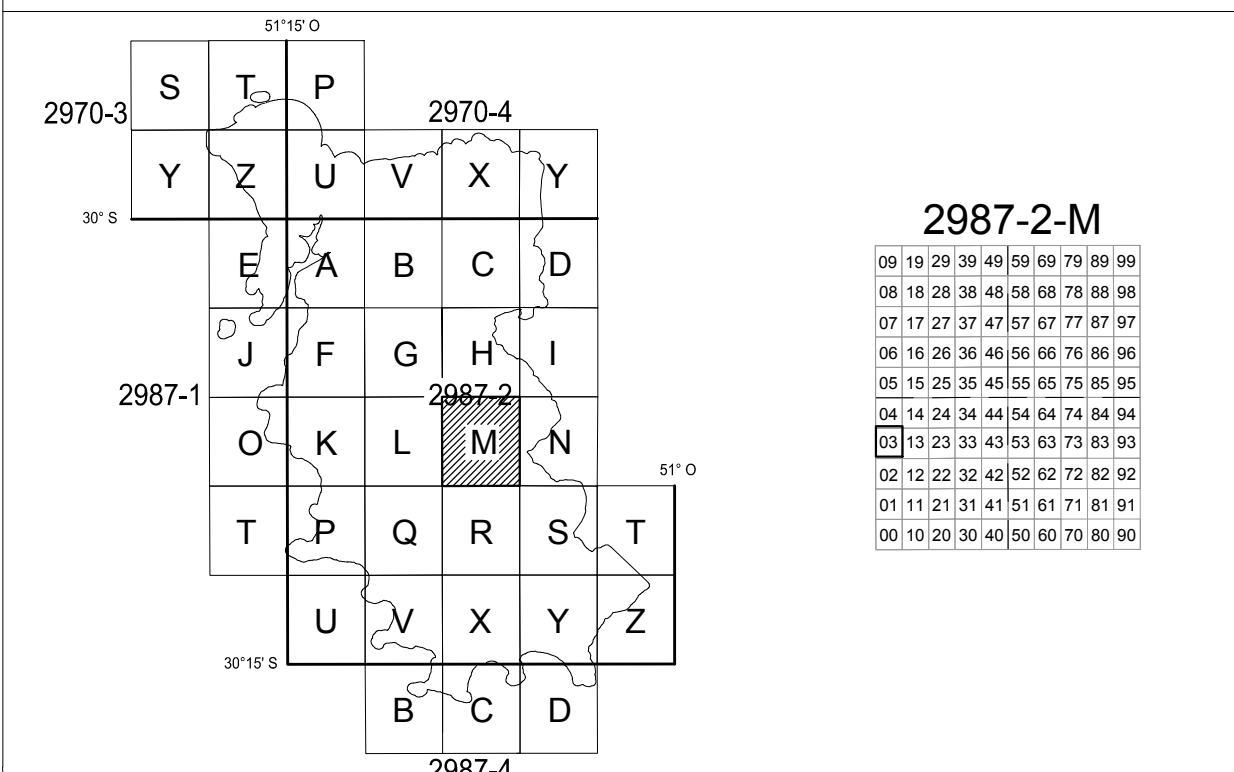 51°15' O
S T P
2970-3 2970-4
Y Z U V X Y
30° S
E A B C D
J F G H I
2987-1 2987-2
O K L M N
51° O
T P Q R S T
U V X Y Z
30°15' S
B C D
2987-4
2987-2-M
09 19 29 39 49 59 69 79 89 99
08 18 28 38 48 58 68 78 88 98
07 17 27 37 47 57 67 77 87 97
06 16 26 36 46 56 66 76 86 96
05 15 25 35 45 55 65 75 85 95
04 14 24 34 44 54 64 74 84 94
03 13 23 33 43 53 63 73 83 93
02 12 22 32 42 52 62 72 82 92
01 11 21 31 41 51 61 71 81 91
00 10 20 30 40 50 60 70 80 90